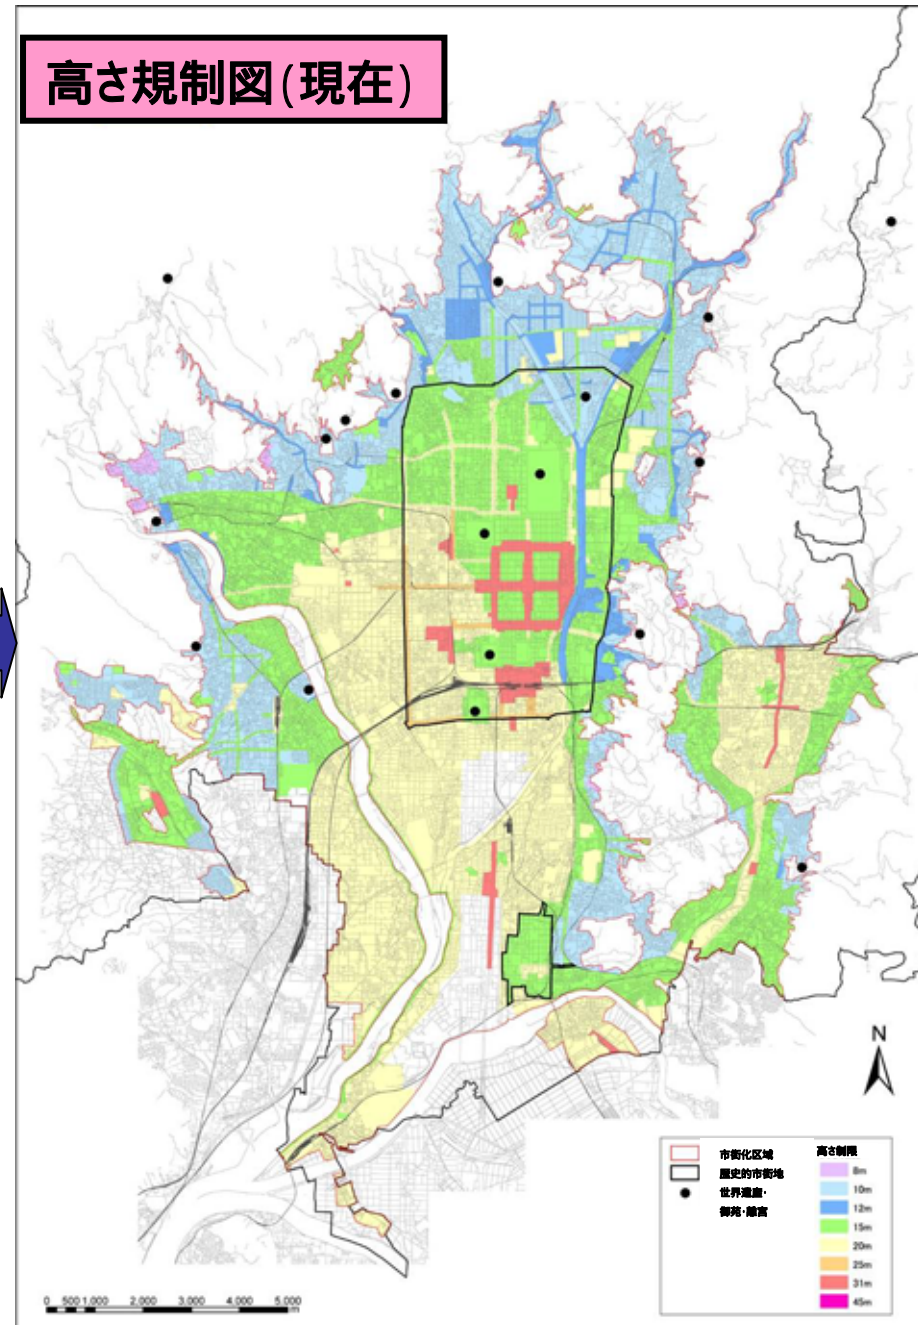 高さ規制図(現在)
N
市街化区域
歴史的市街地
世界遺産・
御苑・離宮
高さ制限
8m
10m
12m
15m
20m
25m
31m
45m
0 500 1,000 2,000 3,000 4,000 5,000
m